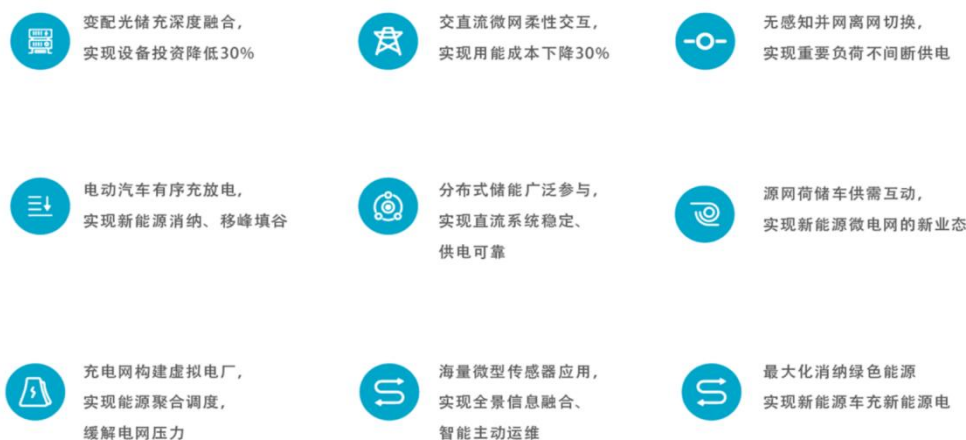 变配光储充深度融合，
实现设备投资降低30%
交直流微网柔性交互，
实现用能成本下降30%
无感知并网离网切换，
实现重要负荷不间断供电
电动汽车有序充放电，
实现新能源消纳、移峰填谷
分布式储能广泛参与，
实现直流系统稳定、
供电可靠
源网荷储车供需互动，
实现新能源微电网的新业态
充电网构建虚拟电厂，
实现能源聚合调度，
缓解电网压力
海量微型传感器应用，
实现全景信息融合、
智能主动运维
最大化消纳绿色能源
实现新能源车充新能源电